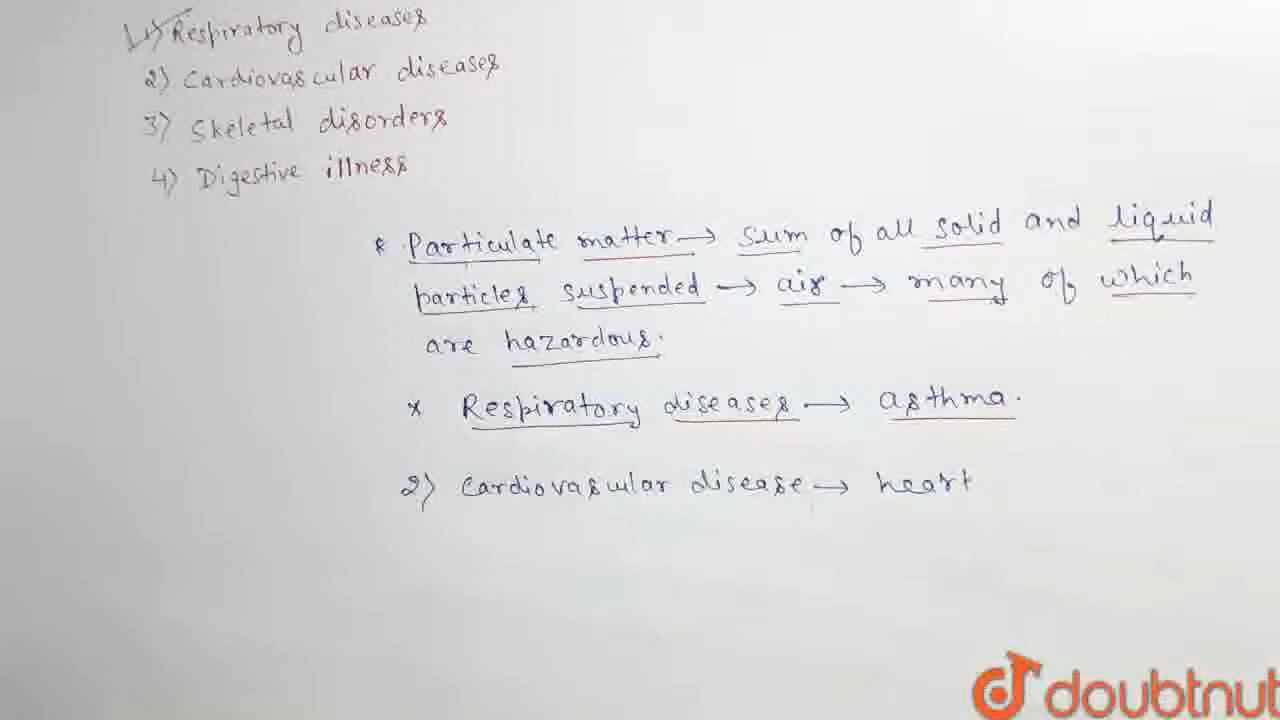 1) Respiratory diseases
2) Cardiovascular diseases
3) Skeletal disorders
4) Digestive illness
* Particulate matter → sum of all solid and liquid
particles suspended → air → many of which
are hazardous.
* Respiratory diseases → asthma.
2) Cardiovascular disease → heart
doubtnut